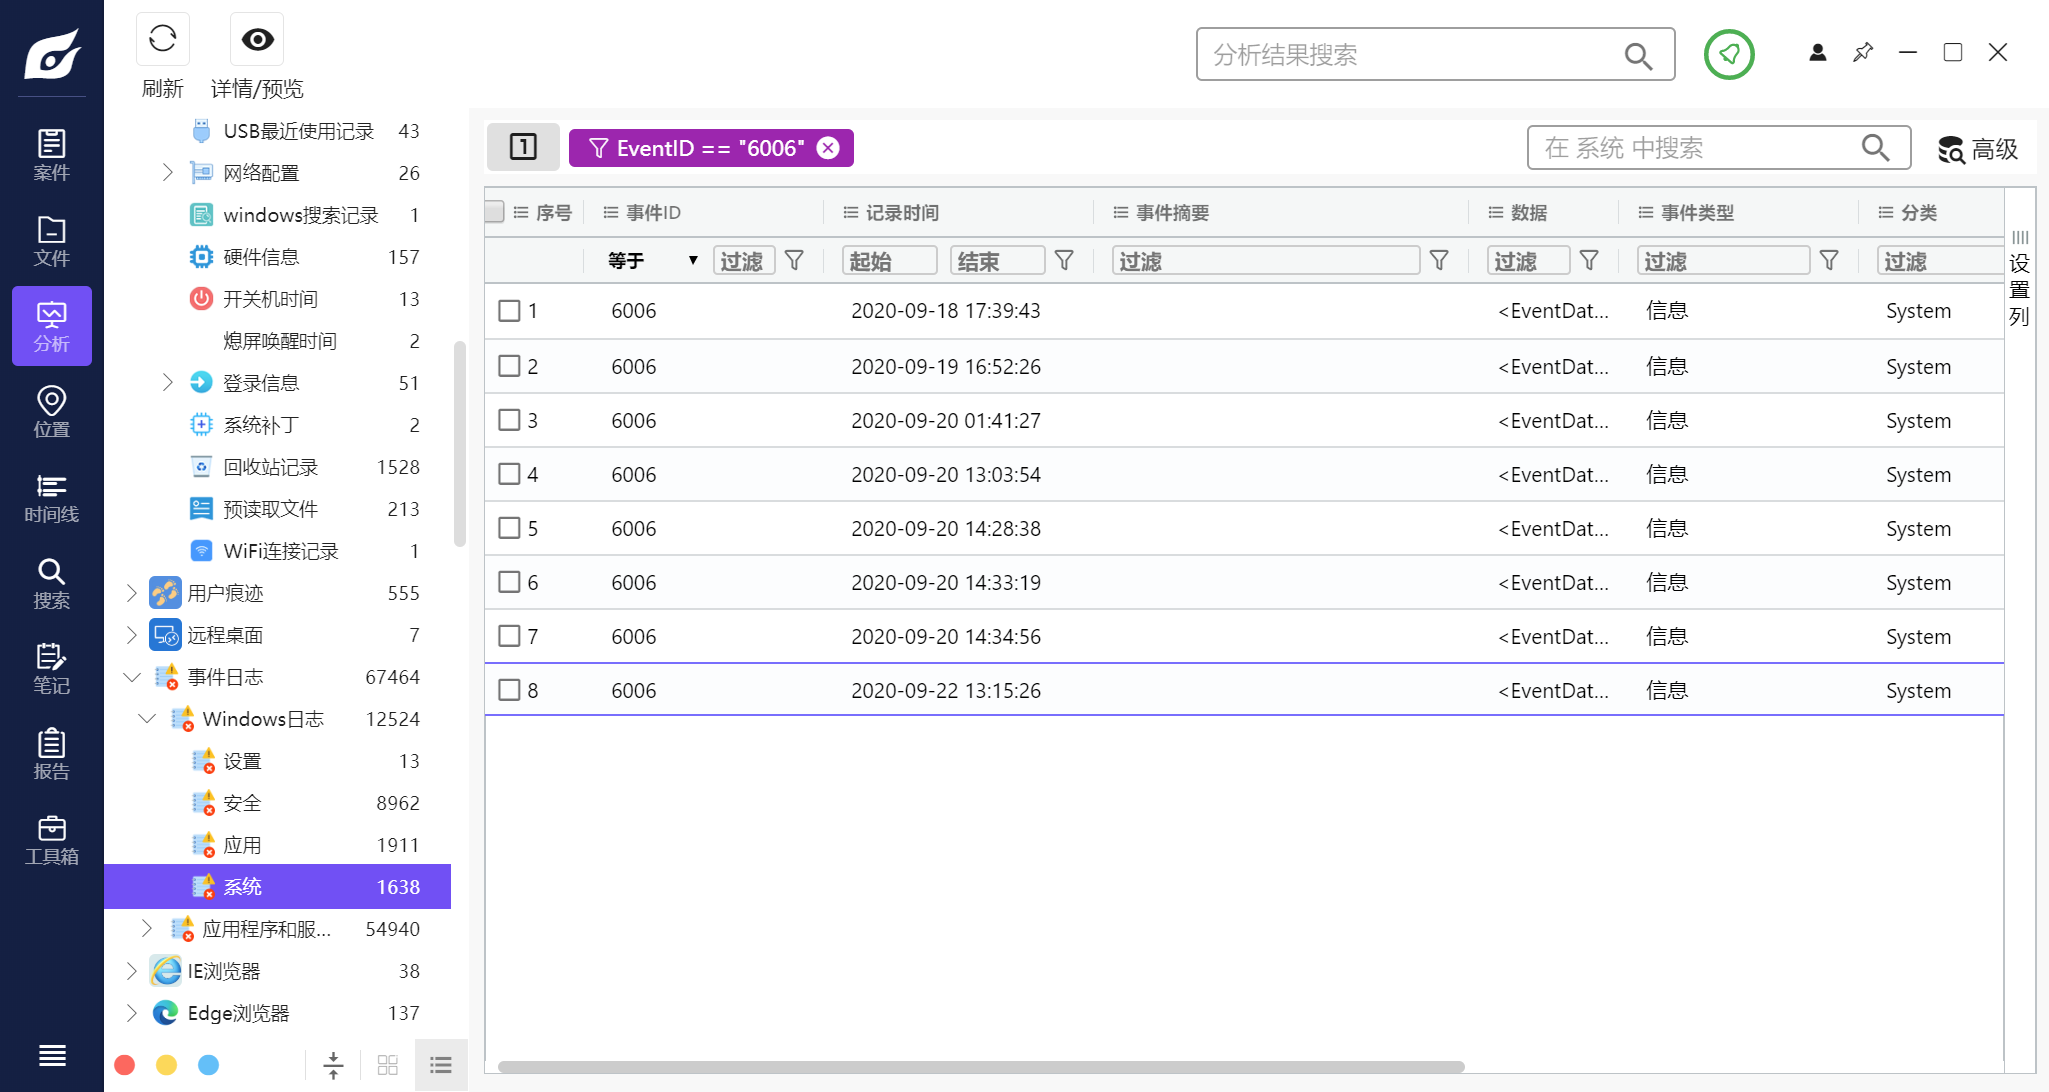 刷新
详情/预览
分析结果搜索
案件
文件
分析
位置
时间线
搜索
笔记
报告
工具箱
USB最近使用记录 43
网络配置 26
windows搜索记录 1
硬件信息 157
开关机时间 13
熄屏唤醒时间 2
登录信息 51
系统补丁 2
回收站记录 1528
预读取文件 213
WiFi连接记录 1
用户痕迹 555
远程桌面 7
事件日志 67464
Windows日志 12524
设置 13
安全 8962
应用 1911
系统 1638
应用程序和服... 54940
IE浏览器 38
Edge浏览器 137
1 EventID == "6006"
在 系统 中搜索
高级
序号 事件ID 记录时间 事件摘要 数据 事件类型 分类
等于 ▼ 过滤 起始 结束 过滤 过滤 过滤 过滤
1 6006 2020-09-18 17:39:43 <EventDat... 信息 System
2 6006 2020-09-19 16:52:26 <EventDat... 信息 System
3 6006 2020-09-20 01:41:27 <EventDat... 信息 System
4 6006 2020-09-20 13:03:54 <EventDat... 信息 System
5 6006 2020-09-20 14:28:38 <EventDat... 信息 System
6 6006 2020-09-20 14:33:19 <EventDat... 信息 System
7 6006 2020-09-20 14:34:56 <EventDat... 信息 System
8 6006 2020-09-22 13:15:26 <EventDat... 信息 System
设置列